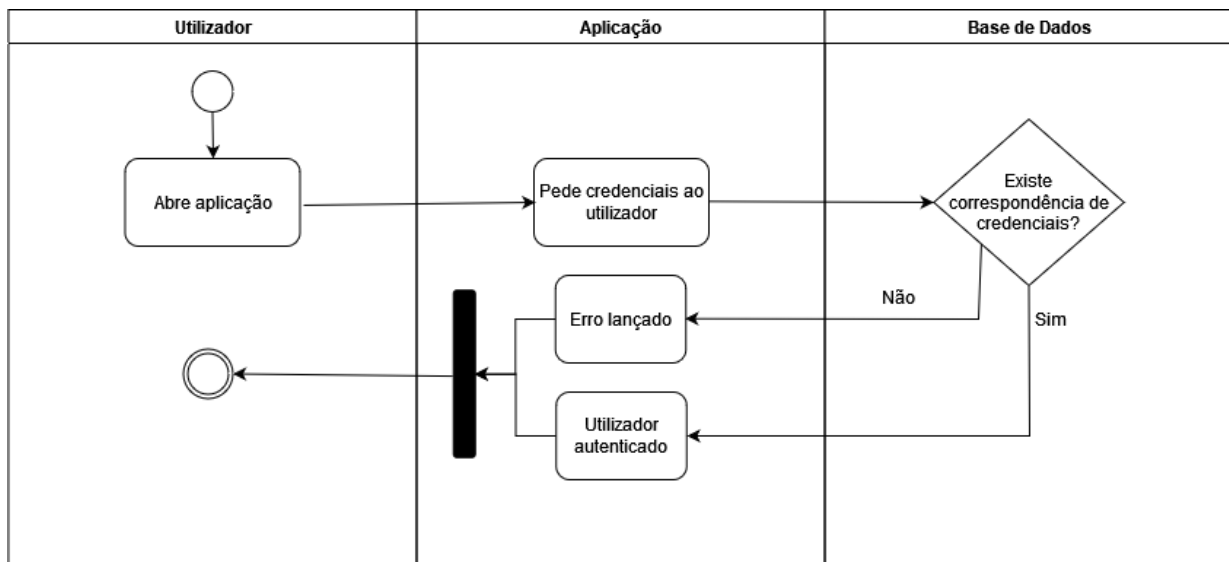 Utilizador
Aplicação
Base de Dados
Abre aplicação
Pede credenciais ao
utilizador
Existe
correspondência de
credenciais?
Não
Sim
Erro lançado
Utilizador
autenticado